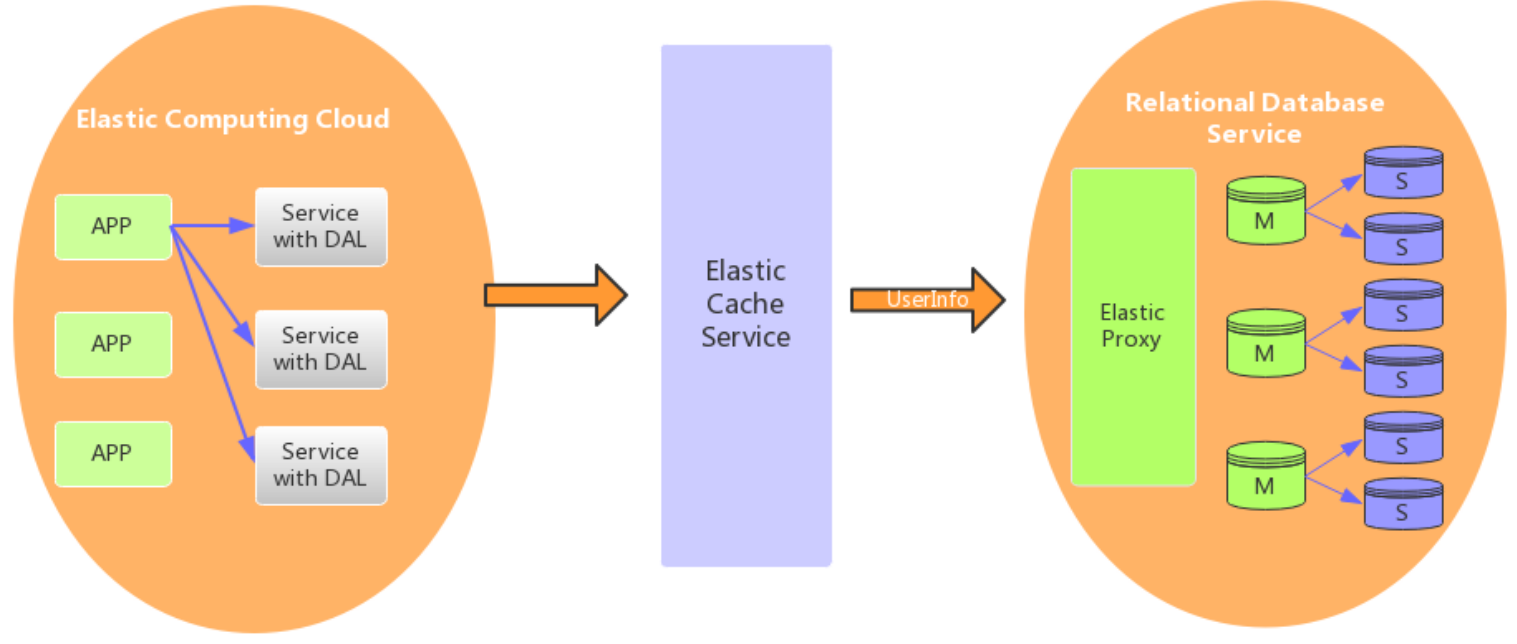 Elastic Computing Cloud
APP
Service
with DAL
APP
Service
with DAL
APP
Service
with DAL
Elastic
Cache
Service
UserInfo
Relational Database
Service
Elastic
Proxy
M
S
S
M
S
S
M
S
S